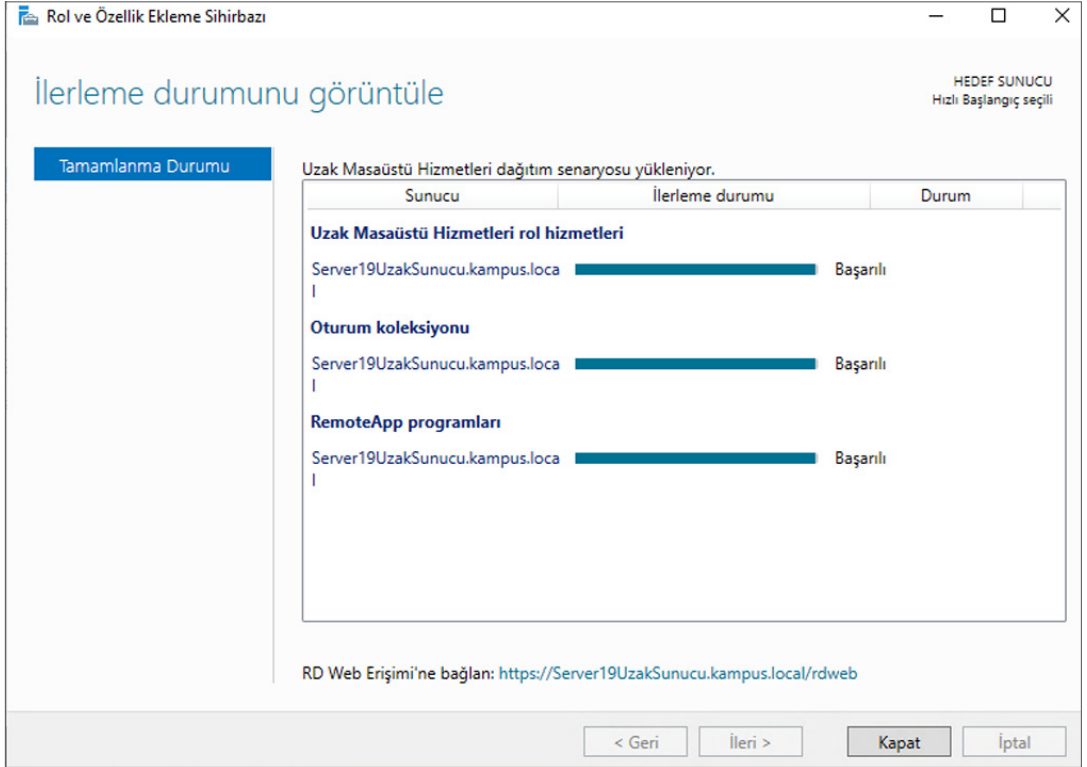 Rol ve Özellik Ekleme Sihirbazı
İlerleme durumunu görüntüle
HEDEF SUNUCU
Hızlı Başlangıç seçili
Tamamlanma Durumu
Uzak Masaüstü Hizmetleri dağıtım senaryosu yükleniyor.
Sunucu İlerleme durumu Durum
Uzak Masaüstü Hizmetleri rol hizmetleri
Server19UzakSunucu.kampus.loca Başarılı
l
Oturum koleksiyonu
Server19UzakSunucu.kampus.loca Başarılı
l
RemoteApp programları
Server19UzakSunucu.kampus.loca Başarılı
l
RD Web Erişimi'ne bağlan: https://Server19UzakSunucu.kampus.local/rdweb
< Geri İleri > Kapat İptal